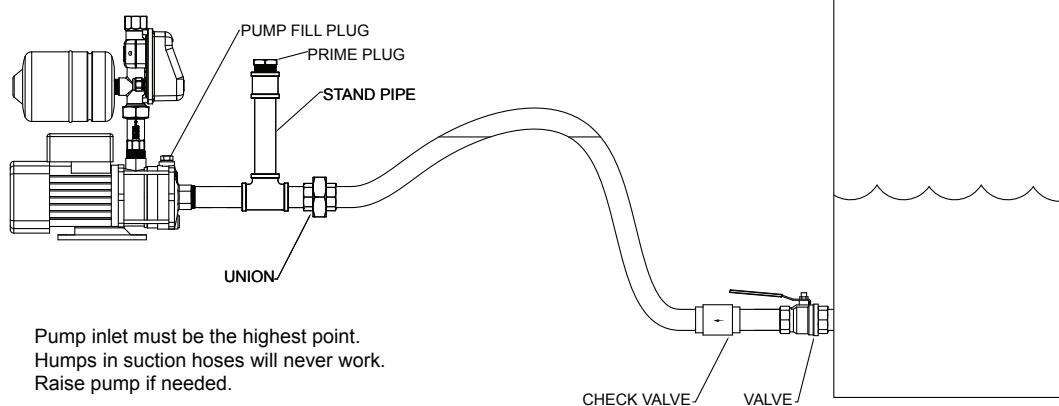 PUMP FILL PLUG
PRIME PLUG
STAND PIPE
UNION
Pump inlet must be the highest point.
Humps in suction hoses will never work.
Raise pump if needed.
CHECK VALVE
VALVE